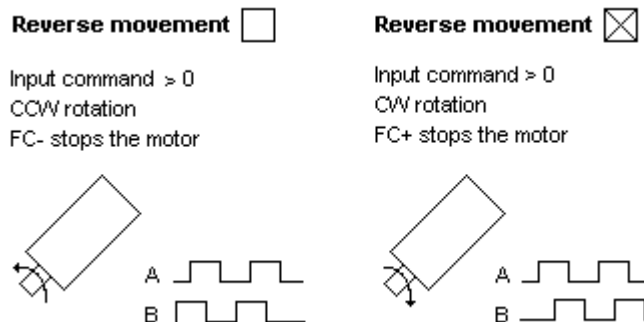 Reverse movement
Input command > 0
CCW rotation
FC- stops the motor
A
B
Reverse movement
Input command > 0
CW rotation
FC+ stops the motor
A
B